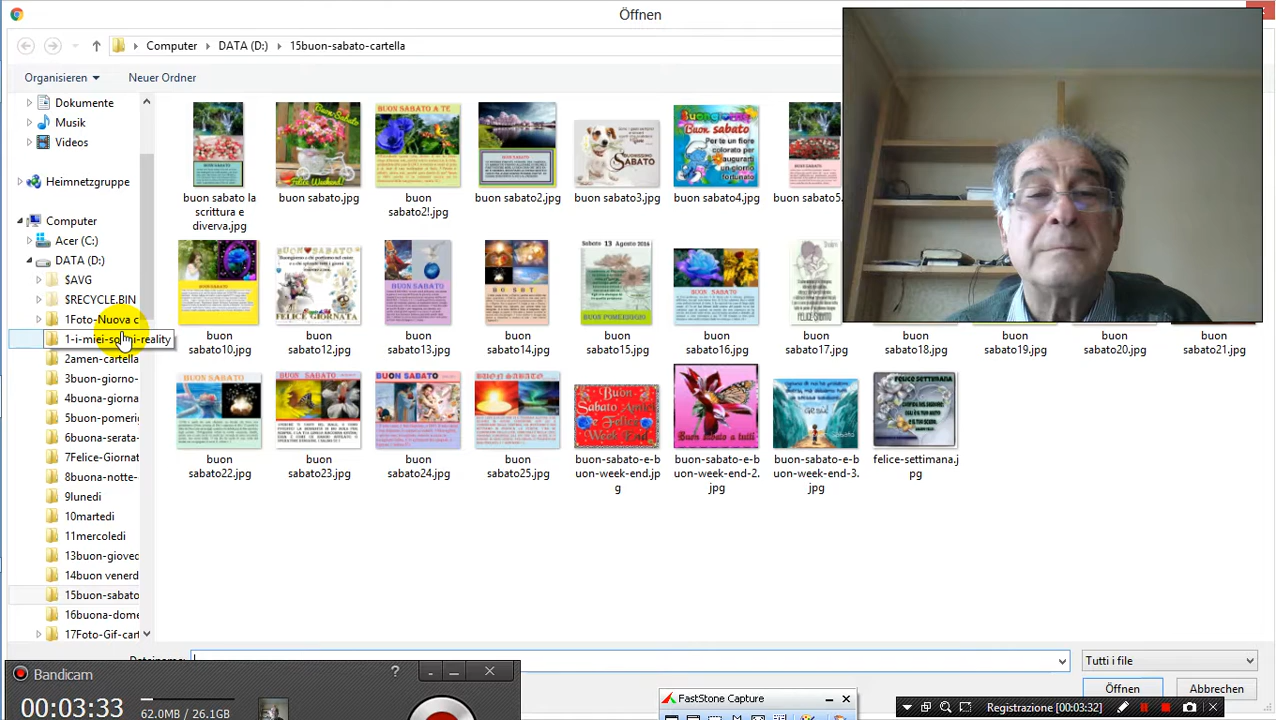 Öffnen
Computer
DATA (D:)
15buon-sabato-cartella
Organisieren
Neuer Ordner
Dokumente
Musik
Videos
Heimnetzgruppe
Computer
Acer (C:)
DATA (D:)
$AVG
$RECYCLE.BIN
1-i-miei-sogni-reality
2amen-cartella
3buon-giorno-
4buona-giorna
5buon-pomeri
6buona-serata-
7Felice-Giornat
8buona-notte-
9lunedi
10martedi
11mercoledi
13buon-gioved
14buon venerd
15buon-sabato
16buona-dome
17Foto-Gif-cart
buon sabato la scrittura e diverva.jpg
buon sabato.jpg
buon sabato2!.jpg
buon sabato2.jpg
buon sabato3.jpg
buon sabato4.jpg
buon sabato5.
buon sabato10.jpg
buon sabato12.jpg
buon sabato13.jpg
buon sabato14.jpg
buon sabato15.jpg
buon sabato16.jpg
buon sabato17.jpg
buon sabato18.jpg
buon sabato19.jpg
buon sabato20.jpg
buon sabato21.jpg
buon sabato22.jpg
buon sabato23.jpg
buon sabato24.jpg
buon sabato25.jpg
buon-sabato-e-buon-week-end.jpg
buon-sabato-e-buon-week-end-2.jpg
buon-sabato-e-buon-week-end-3.jpg
felice-settimana.jpg
Tutti i file
Öffnen
Abbrechen
Bandicam
00:03:33
62.0MB / 26.1GB
FastStone Capture
Registrazione [00:03:32]